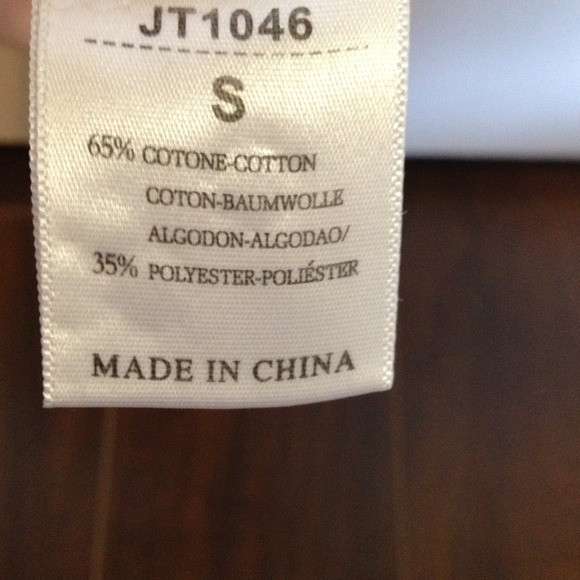 JT1046
S
65% COTONE-COTTON
COTON-BAUMWOLLE
ALGODON-ALGODAO/
35% POLYESTER-POLIÉSTER
MADE IN CHINA